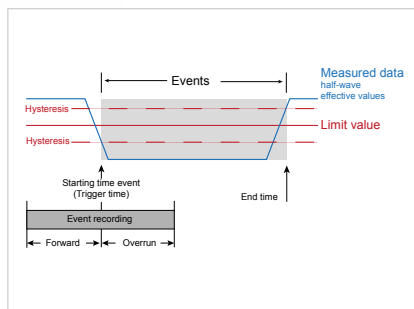 Events
Measured data
half-wave
effective values
Hysteresis
Limit value
Hysteresis
Starting time event
(Trigger time)
End time
Event recording
Forward
Overrun